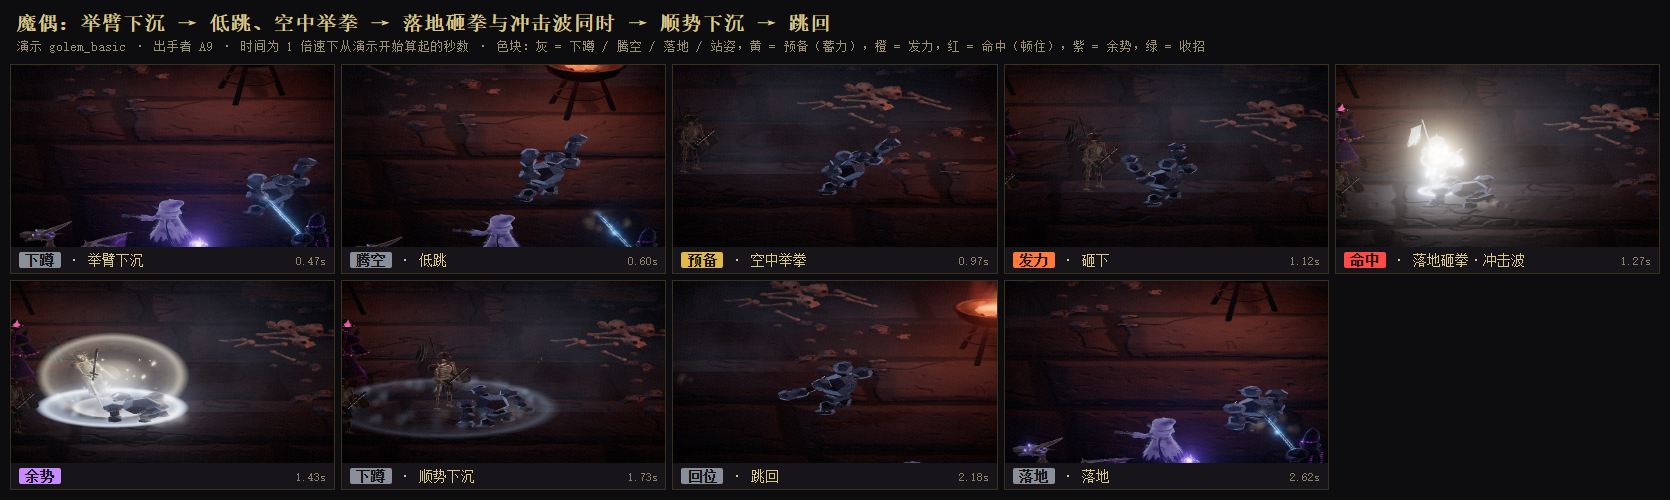 魔偶: 举臂下沉 → 低跳、空中举拳 → 落地砸拳与冲击波同时 → 顺势下沉 → 跳回
演示 golem_basic · 出手者 A9 · 时间为 1 倍速下从演示开始算起的秒数 · 色块: 灰 = 下蹲 / 腾空 / 落地 / 站姿, 黄 = 预备 (蓄力), 橙 = 发力, 红 = 命中 (顿住), 紫 = 余势, 绿 = 收招
下蹲 · 举臂下沉 0.47s
腾空 · 低跳 0.60s
预备 · 空中举拳 0.97s
发力 · 砸下 1.12s
命中 · 落地砸拳·冲击波 1.27s
余势 1.43s
下蹲 · 顺势下沉 1.73s
回位 · 跳回 2.18s
落地 · 落地 2.62s